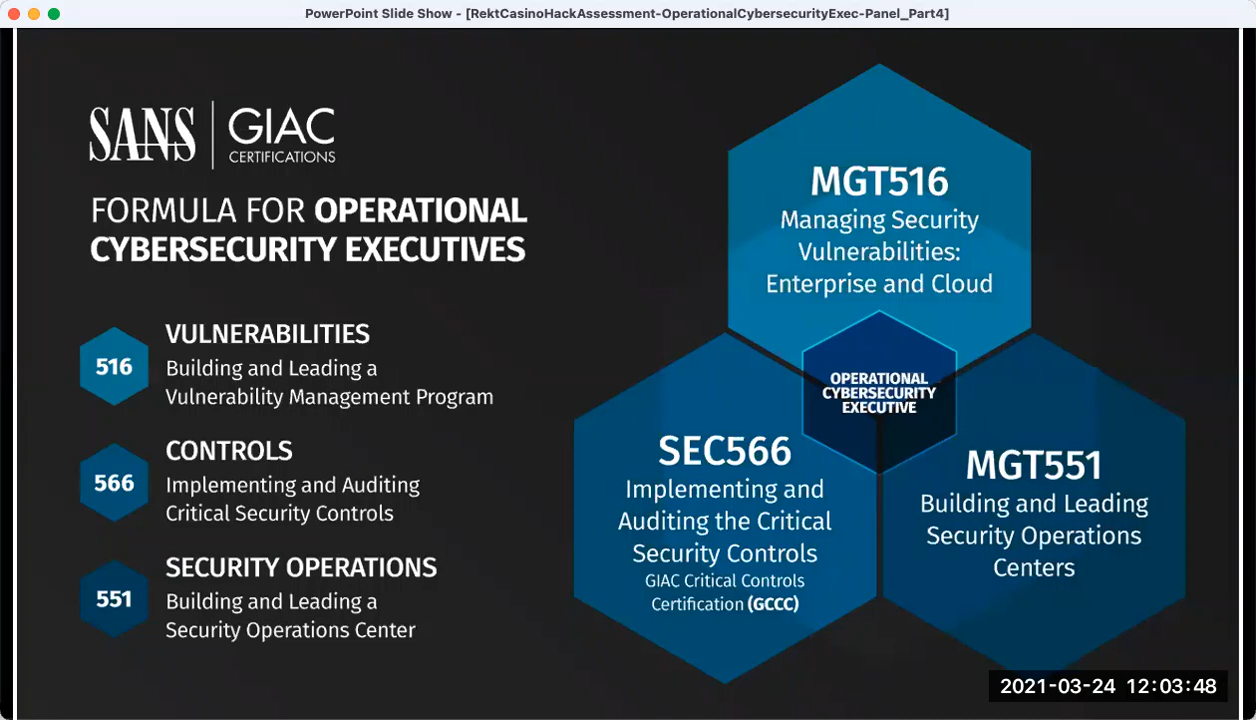 PowerPoint Slide Show - [RektCasinoHackAssessment-OperationalCybersecurityExec-Panel_Part4]
SANS | GIAC
CERTIFICATIONS
FORMULA FOR OPERATIONAL
CYBERSECURITY EXECUTIVES
516
VULNERABILITIES
Building and Leading a
Vulnerability Management Program
566
CONTROLS
Implementing and Auditing
Critical Security Controls
551
SECURITY OPERATIONS
Building and Leading a
Security Operations Center
MGT516
Managing Security
Vulnerabilities:
Enterprise and Cloud
OPERATIONAL
CYBERSECURITY
EXECUTIVE
SEC566
Implementing and
Auditing the Critical
Security Controls
GIAC Critical Controls
Certification (GCCC)
MGT551
Building and Leading
Security Operations
Centers
2021-03-24 12:03:48